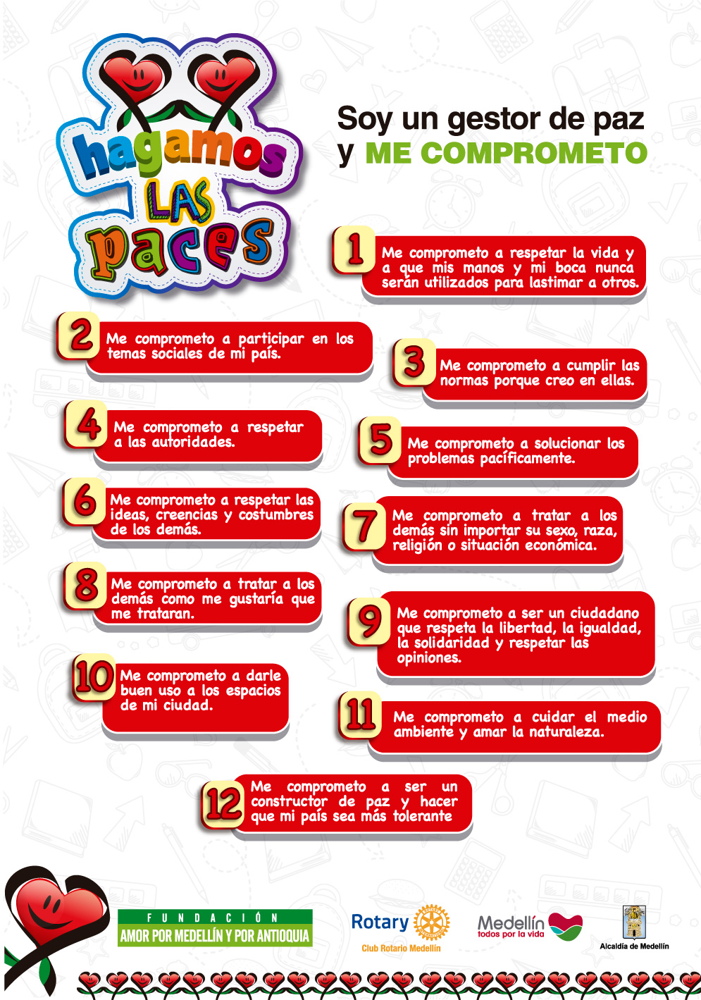 hagamos
LAS
paces
Soy un gestor de paz
y ME COMPROMETO
1
Me comprometo a respetar la vida y
a que mis manos y mi boca nunca
serán utilizados para lastimar a otros.
2
Me comprometo a participar en los
temas sociales de mi país.
3
Me comprometo a cumplir las
normas porque creo en ellas.
4
Me comprometo a respetar
a las autoridades.
5
Me comprometo a solucionar los
problemas pacíficamente.
6
Me comprometo a respetar las
ideas, creencias y costumbres
de los demás.
7
Me comprometo a tratar a los
demás sin importar su sexo, raza,
religión o situación económica.
8
Me comprometo a tratar a los
demás como me gustaría que
me trataran.
9
Me comprometo a ser un ciudadano
que respeta la libertad, la igualdad,
la solidaridad y respetar las
opiniones.
10
Me comprometo a darle
buen uso a los espacios
de mi ciudad.
11
Me comprometo a cuidar el medio
ambiente y amar la naturaleza.
12
Me comprometo a ser un
constructor de paz y hacer
que mi país sea más tolerante
FUNDACIÓN
AMOR POR MEDELLÍN Y POR ANTIOQUIA
Rotary
Club Rotario Medellín
Medellín
todos por la vida
Alcaldía de Medellín